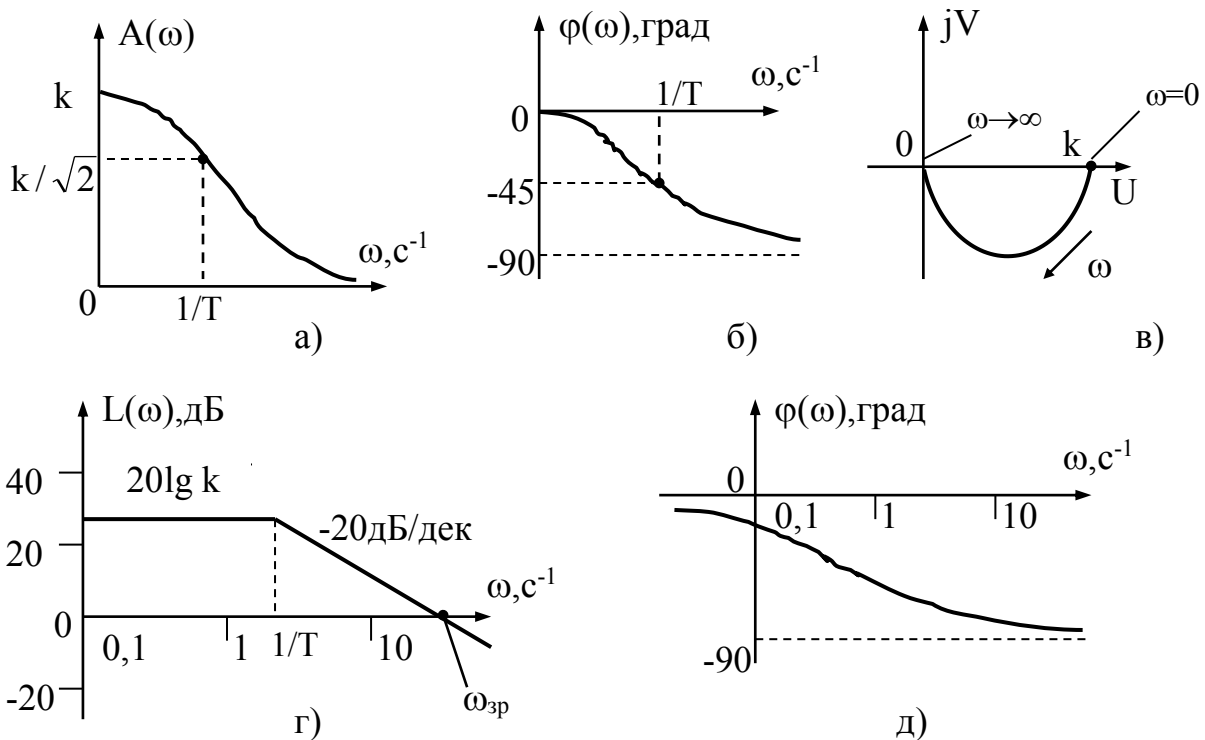 A(ω)
k
k/√2
0
1/T
ω,с⁻¹
а)
φ(ω),град
ω,с⁻¹
1/T
0
-45
-90
б)
jV
ω=0
ω→∞
0
k
U
ω
в)
L(ω),дБ
40
20lg k
-20дБ/дек
20
ω,с⁻¹
0
0,1
1
1/T
10
-20
ωзр
г)
φ(ω),град
ω,с⁻¹
0
0,1
1
10
-90
д)